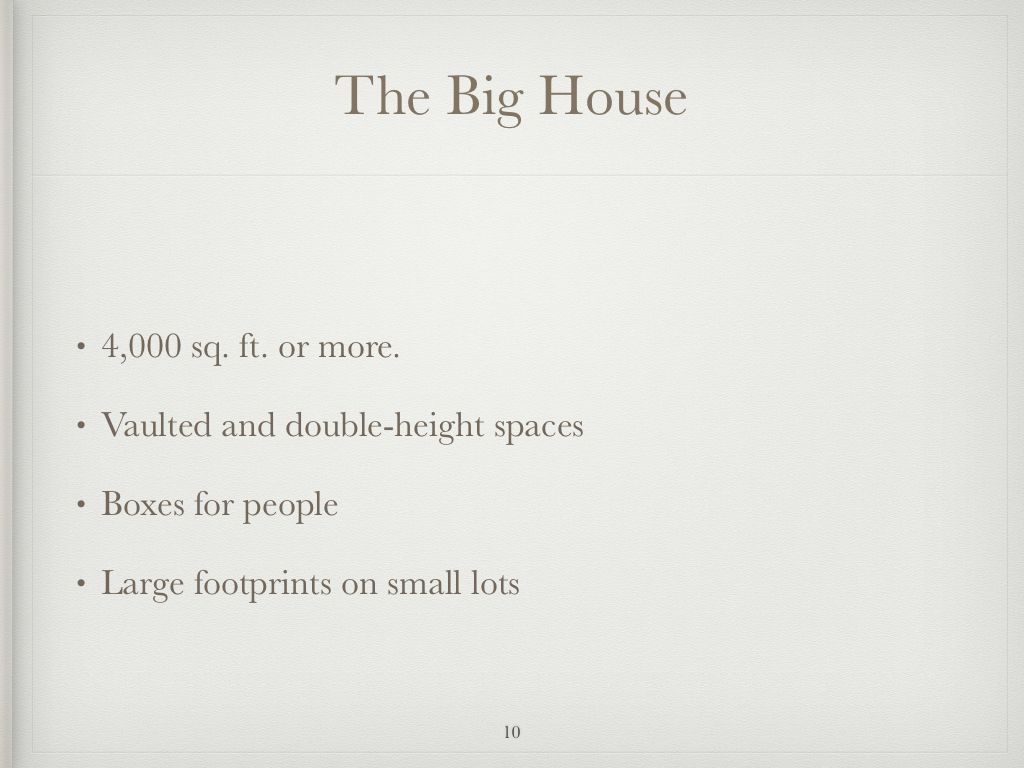 The Big House
• 4,000 sq. ft. or more.
• Vaulted and double-height spaces
• Boxes for people
• Large footprints on small lots
10